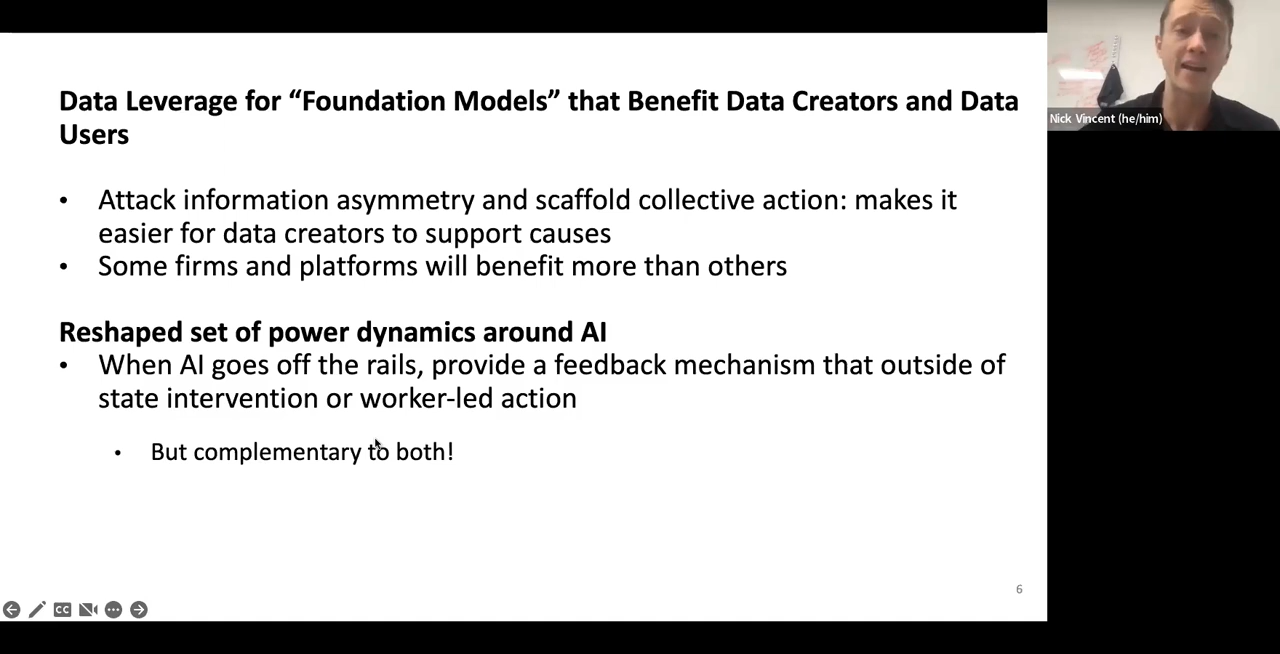 Data Leverage for “Foundation Models” that Benefit Data Creators and Data
Users
• Attack information asymmetry and scaffold collective action: makes it
easier for data creators to support causes
• Some firms and platforms will benefit more than others
Reshaped set of power dynamics around AI
• When AI goes off the rails, provide a feedback mechanism that outside of
state intervention or worker-led action
• But complementary to both!
6
CC
Nick Vincent (he/him)